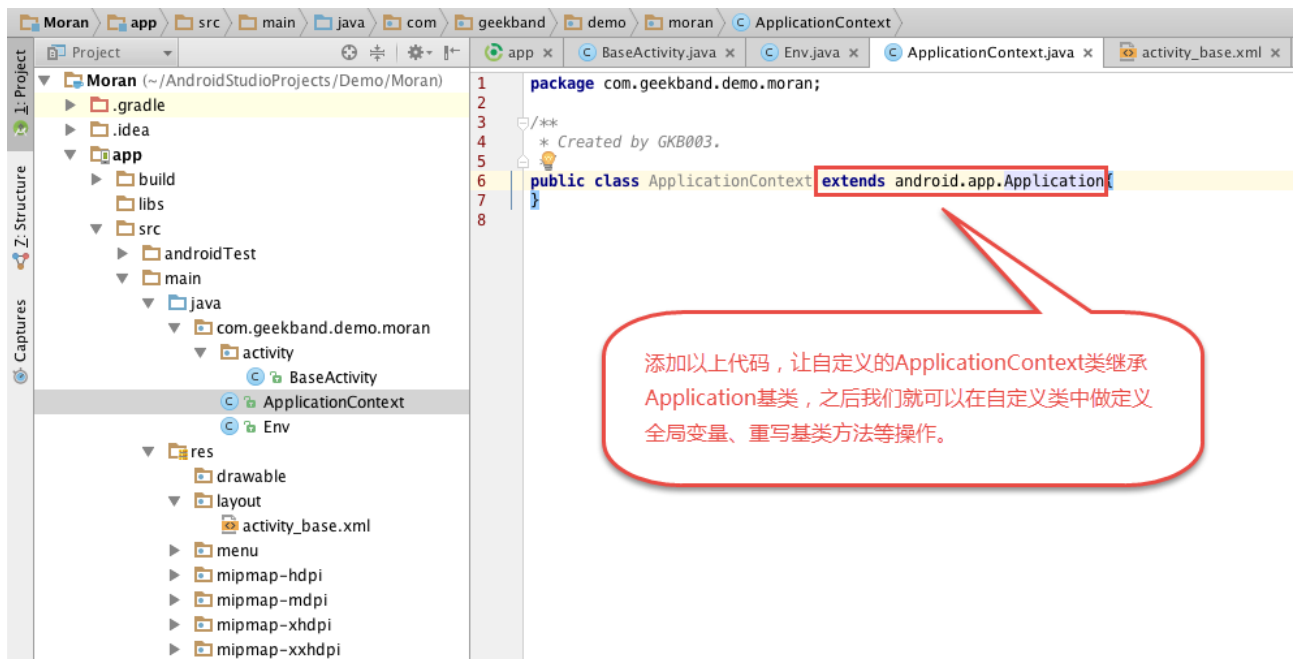 Moran app src main java com geekband demo moran ApplicationContext
Project
app BaseActivity.java Env.java ApplicationContext.java activity_base.xml
1: Project
Z: Structure
Captures
Moran (~/AndroidStudioProjects/Demo/Moran)
.gradle
.idea
app
build
libs
src
androidTest
main
java
com.geekband.demo.moran
activity
BaseActivity
ApplicationContext
Env
res
drawable
layout
activity_base.xml
menu
mipmap-hdpi
mipmap-mdpi
mipmap-xhdpi
mipmap-xxhdpi
1 package com.geekband.demo.moran;
2
3 /**
4 * Created by GKB003.
5
6 public class ApplicationContext extends android.app.Application{
7 }
8
添加以上代码，让自定义的ApplicationContext类继承
Application基类，之后我们就可以在自定义类中做定义
全局变量、重写基类方法等操作。